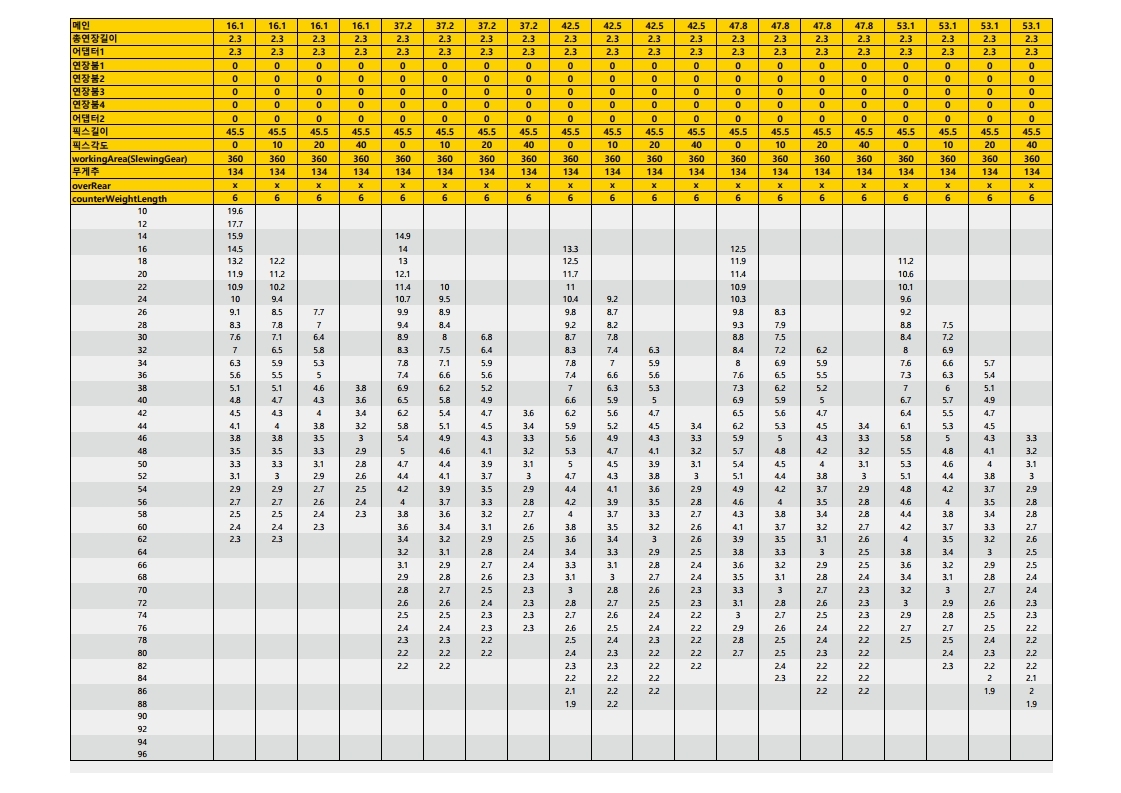 메인 16.1 16.1 16.1 16.1 37.2 37.2 37.2 37.2 42.5 42.5 42.5 42.5 47.8 47.8 47.8 47.8 53.1 53.1 53.1 53.1
총연장길이 2.3 2.3 2.3 2.3 2.3 2.3 2.3 2.3 2.3 2.3 2.3 2.3 2.3 2.3 2.3 2.3 2.3 2.3 2.3 2.3
어댑터1 2.3 2.3 2.3 2.3 2.3 2.3 2.3 2.3 2.3 2.3 2.3 2.3 2.3 2.3 2.3 2.3 2.3 2.3 2.3 2.3
연장붐1 0 0 0 0 0 0 0 0 0 0 0 0 0 0 0 0 0 0 0 0
연장붐2 0 0 0 0 0 0 0 0 0 0 0 0 0 0 0 0 0 0 0 0
연장붐3 0 0 0 0 0 0 0 0 0 0 0 0 0 0 0 0 0 0 0 0
연장붐4 0 0 0 0 0 0 0 0 0 0 0 0 0 0 0 0 0 0 0 0
어댑터2 0 0 0 0 0 0 0 0 0 0 0 0 0 0 0 0 0 0 0 0
픽스길이 45.5 45.5 45.5 45.5 45.5 45.5 45.5 45.5 45.5 45.5 45.5 45.5 45.5 45.5 45.5 45.5 45.5 45.5 45.5 45.5
픽스각도 0 10 20 40 0 10 20 40 0 10 20 40 0 10 20 40 0 10 20 40
workingArea(SlewingGear) 360 360 360 360 360 360 360 360 360 360 360 360 360 360 360 360 360 360 360 360
무게추 134 134 134 134 134 134 134 134 134 134 134 134 134 134 134 134 134 134 134 134
overRear x x x x x x x x x x x x x x x x x x x x
counterWeightLength 6 6 6 6 6 6 6 6 6 6 6 6 6 6 6 6 6 6 6 6
10 19.6
12 17.7
14 15.9 14.9
16 14.5 14 13.3 12.5
18 13.2 12.2 13 12.5 11.9 11.2
20 11.9 11.2 12.1 11.7 11.4 10.6
22 10.9 10.2 11.4 10 11 10.9 10.1
24 10 9.4 10.7 9.5 10.4 9.2 10.3 9.6
26 9.1 8.5 7.7 9.9 8.9 9.8 8.7 9.8 8.3 9.2
28 8.3 7.8 7 9.4 8.4 9.2 8.2 9.3 7.9 8.8 7.5
30 7.6 7.1 6.4 8.9 8 6.8 8.7 7.8 8.8 7.5 8.4 7.2
32 7 6.5 5.8 8.3 7.5 6.4 8.3 7.4 6.3 8.4 7.2 6.2 8 6.9
34 6.3 5.9 5.3 7.8 7.1 5.9 7.8 7 5.9 8 6.9 5.9 7.6 6.6 5.7
36 5.6 5.5 5 7.4 6.6 5.6 7.4 6.6 5.6 7.6 6.5 5.5 7.3 6.3 5.4
38 5.1 5.1 4.6 3.8 6.9 6.2 5.2 7 6.3 5.3 7.3 6.2 5.2 7 6 5.1
40 4.8 4.7 4.3 3.6 6.5 5.8 4.9 6.6 5.9 5 6.9 5.9 5 6.7 5.7 4.9
42 4.5 4.3 4 3.4 6.2 5.4 4.7 3.6 6.2 5.6 4.7 6.5 5.6 4.7 6.4 5.5 4.7
44 4.1 4 3.8 3.2 5.8 5.1 4.5 3.4 5.9 5.2 4.5 3.4 6.2 5.3 4.5 3.4 6.1 5.3 4.5
46 3.8 3.8 3.5 3 5.4 4.9 4.3 3.3 5.6 4.9 4.3 3.3 5.9 5 4.3 3.3 5.8 5 4.3 3.3
48 3.5 3.5 3.3 2.9 5 4.6 4.1 3.2 5.3 4.7 4.1 3.2 5.7 4.8 4.2 3.2 5.5 4.8 4.1 3.2
50 3.3 3.3 3.1 2.8 4.7 4.4 3.9 3.1 5 4.5 3.9 3.1 5.4 4.5 4 3.1 5.3 4.6 4 3.1
52 3.1 3 2.9 2.6 4.4 4.1 3.7 3 4.7 4.3 3.8 3 5.1 4.4 3.8 3 5.1 4.4 3.8 3
54 2.9 2.9 2.7 2.5 4.2 3.9 3.5 2.9 4.4 4.1 3.6 2.9 4.9 4.2 3.7 2.9 4.8 4.2 3.7 2.9
56 2.7 2.7 2.6 2.4 4 3.7 3.3 2.8 4.2 3.9 3.5 2.8 4.6 4 3.5 2.8 4.6 4 3.5 2.8
58 2.5 2.5 2.4 2.3 3.8 3.6 3.2 2.7 4 3.7 3.3 2.7 4.3 3.8 3.4 2.8 4.4 3.8 3.4 2.8
60 2.4 2.4 2.3 3.6 3.4 3.1 2.6 3.8 3.5 3.2 2.6 4.1 3.7 3.2 2.7 4.2 3.7 3.3 2.7
62 2.3 2.3 3.4 3.2 2.9 2.5 3.6 3.4 3 2.6 3.9 3.5 3.1 2.6 4 3.5 3.2 2.6
64 3.2 3.1 2.8 2.4 3.4 3.3 2.9 2.5 3.8 3.3 3 2.5 3.8 3.4 3 2.5
66 3.1 2.9 2.7 2.4 3.3 3.1 2.8 2.4 3.6 3.2 2.9 2.5 3.6 3.2 2.9 2.5
68 2.9 2.8 2.6 2.3 3.1 3 2.7 2.4 3.5 3.1 2.8 2.4 3.4 3.1 2.8 2.4
70 2.8 2.7 2.5 2.3 3 2.8 2.6 2.3 3.3 3 2.7 2.3 3.2 3 2.7 2.4
72 2.6 2.6 2.4 2.3 2.8 2.7 2.5 2.3 3.1 2.8 2.6 2.3 3 2.9 2.6 2.3
74 2.5 2.5 2.3 2.3 2.7 2.6 2.4 2.2 3 2.7 2.5 2.3 2.9 2.8 2.5 2.3
76 2.4 2.4 2.3 2.3 2.6 2.5 2.4 2.2 2.9 2.6 2.4 2.2 2.7 2.7 2.5 2.2
78 2.3 2.3 2.2 2.5 2.4 2.3 2.2 2.8 2.5 2.4 2.2 2.5 2.5 2.4 2.2
80 2.2 2.2 2.2 2.4 2.3 2.2 2.2 2.7 2.5 2.3 2.2 2.4 2.3 2.2
82 2.2 2.2 2.3 2.3 2.2 2.2 2.4 2.2 2.2 2.3 2.2 2.2
84 2.2 2.2 2.2 2.3 2.2 2.2 2 2.1
86 2.1 2.2 2.2 2.2 2.2 1.9 2
88 1.9 2.2 1.9
90
92
94
96